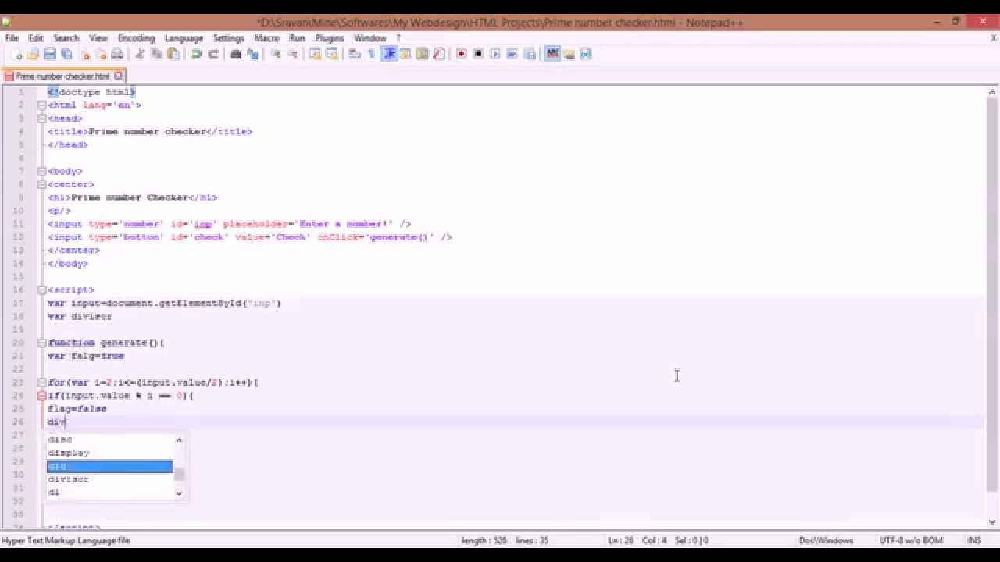 *D:\Sravan\Mine\Softwares\My Webdesign\HTML Projects\Prime number checker.html - Notepad++
File Edit Search View Encoding Language Settings Macro Run Plugins Window ? X
Prime number checker.html
1 <!doctype html>
2 <html lang='en'>
3 <head>
4 <title>Prime number checker</title>
5 </head>
6
7 <body>
8 <center>
9 <h1>Prime number Checker</h1>
10 <p/>
11 <input type='number' id='inp' placeholder='Enter a number!' />
12 <input type='button' id='check' value='Check' onClick='generate()' />
13 </center>
14 </body>
15
16 <script>
17 var input=document.getElementById('inp')
18 var divisor
19
20 function generate(){
21 var falg=true
22
23 for(var i=2;i<=(input.value/2);i++){
24 if(input.value % i == 0){
25 flag=false
26 div
27
28 display
29 div
30 divisor
31 dl
32
33
34 </script>
Hyper Text Markup Language file length : 526 lines : 35 Ln : 26 Col : 4 Sel : 0 | 0 Dos\Windows UTF-8 w/o BOM INS